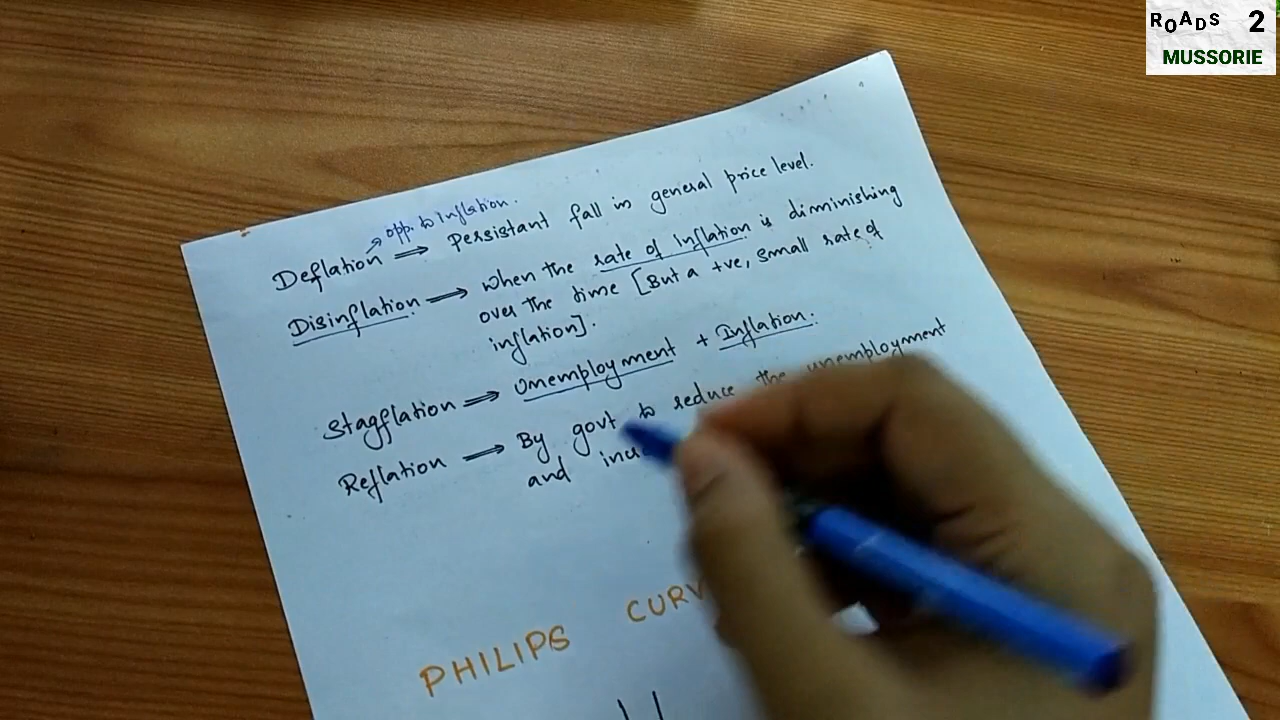 ROADS 2
MUSSORIE
opp. to inflation.
Deflation → Persistant fall in general price level.
Disinflation → When the rate of inflation is diminishing
over the time [But a +ve, small rate of
inflation].
Stagflation → Unemployment + Inflation.
Reflation → By govt to reduce the unemployment
and
PHILIPS